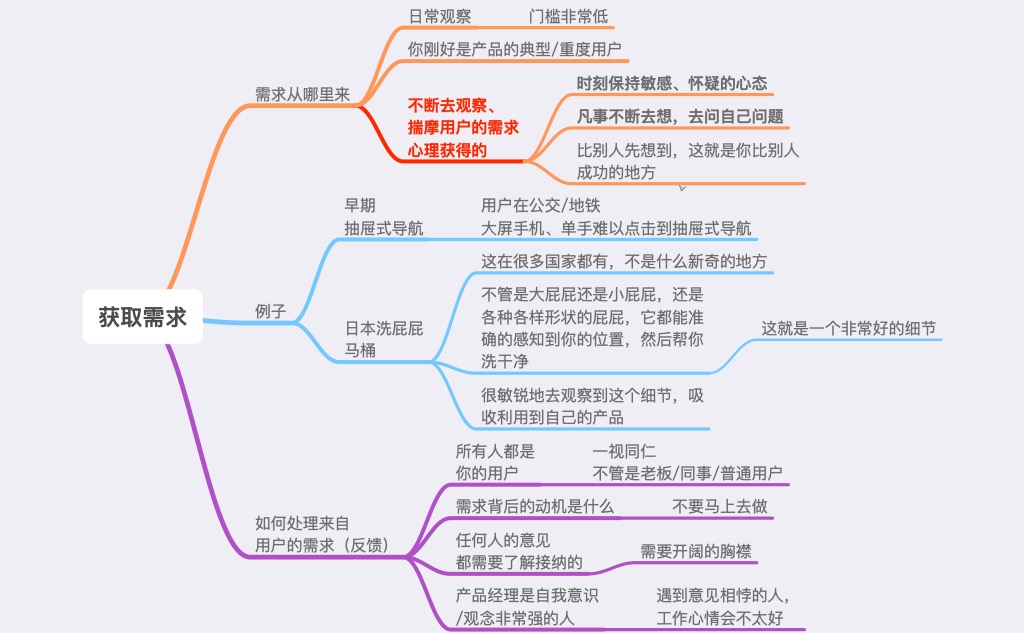 获取需求
需求从哪里来
日常观察
门槛非常低
你刚好是产品的典型/重度用户
不断去观察、
揣摩用户的需求
心理获得的
时刻保持敏感、怀疑的心态
凡事不断去想，去问自己问题
比别人先想到，这就是你比别人
成功的地方
例子
早期
抽屉式导航
用户在公交/地铁
大屏手机、单手难以点击到抽屉式导航
日本洗屁屁
马桶
这在很多国家都有，不是什么新奇的地方
不管是大屁屁还是小屁屁，还是
各种各样形状的屁屁，它都能准
确的感知到你的位置，然后帮你
洗干净
这就是一个非常好的细节
很敏锐地去观察到这个细节，吸
收利用到自己的产品
如何处理来自
用户的需求（反馈）
所有人都是
你的用户
一视同仁
不管是老板/同事/普通用户
需求背后的动机是什么
不要马上去做
任何人的意见
都需要了解接纳的
需要开阔的胸襟
产品经理是自我意识
/观念非常强的人
遇到意见相悖的人，
工作心情会不太好